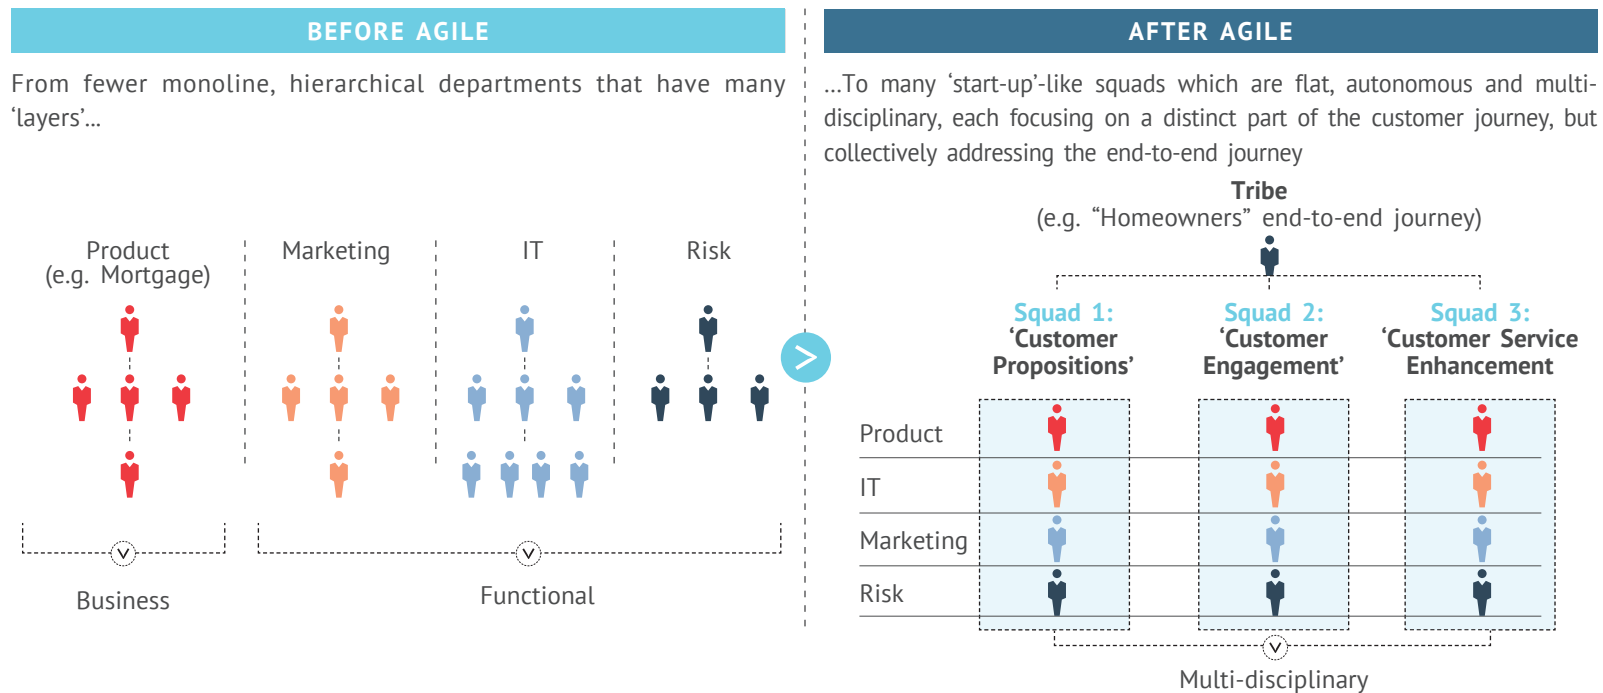 BEFORE AGILE
From fewer monoline, hierarchical departments that have many
‘layers’...
Product
(e.g. Mortgage)
Marketing
IT
Risk
Business
Functional
>
AFTER AGILE
...To many ‘start-up’-like squads which are flat, autonomous and multi-
disciplinary, each focusing on a distinct part of the customer journey, but
collectively addressing the end-to-end journey
Tribe
(e.g. “Homeowners” end-to-end journey)
Squad 1:
‘Customer
Propositions’
Squad 2:
‘Customer
Engagement’
Squad 3:
‘Customer Service
Enhancement
Product
IT
Marketing
Risk
Multi-disciplinary